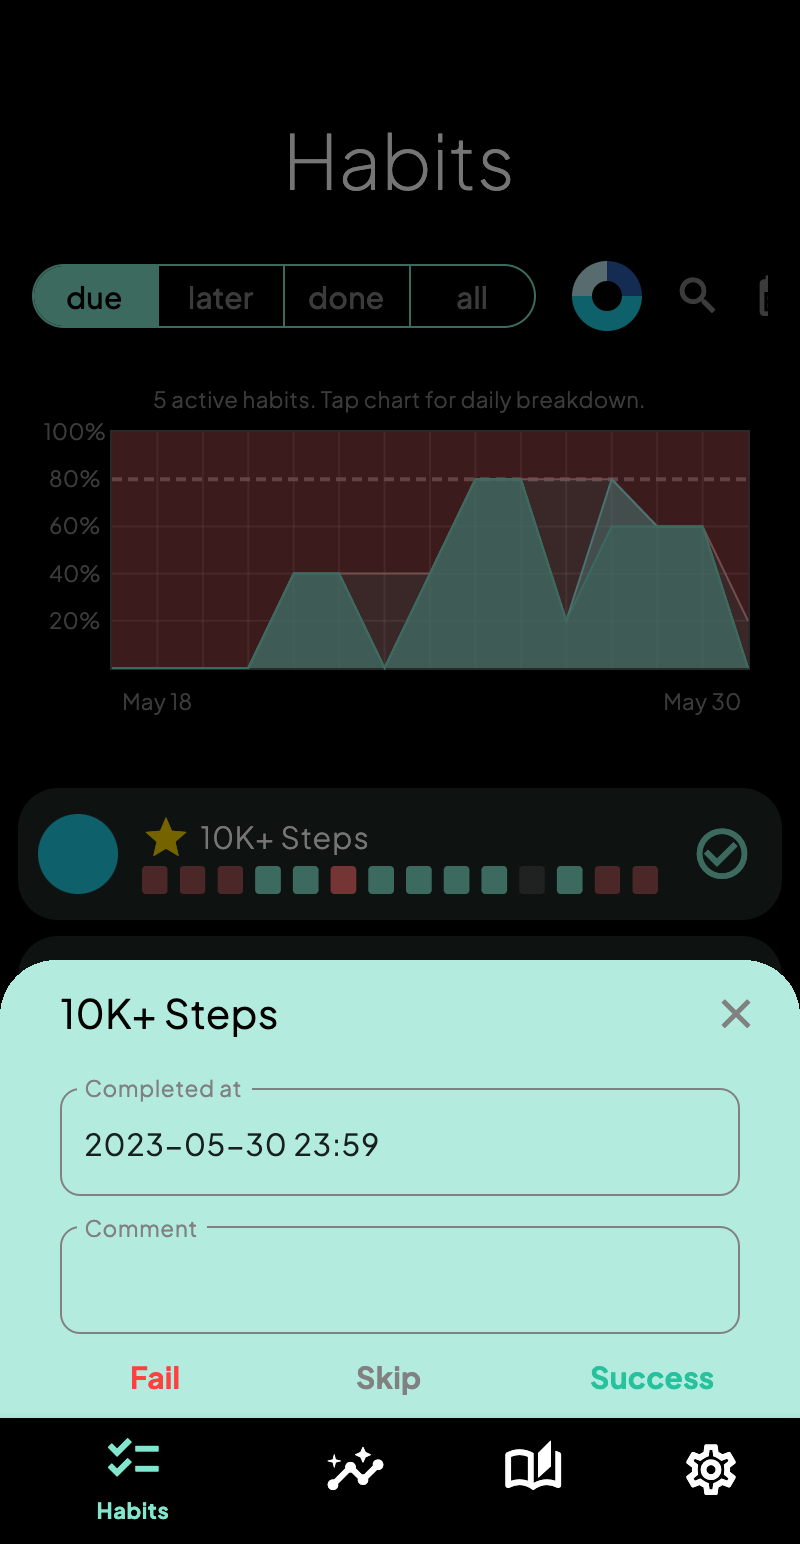 Habits
due later done all
5 active habits. Tap chart for daily breakdown.
100%
80%
60%
40%
20%
May 18 May 30
10K+ Steps
10K+ Steps
Completed at
2023-05-30 23:59
Comment
Fail Skip Success
Habits